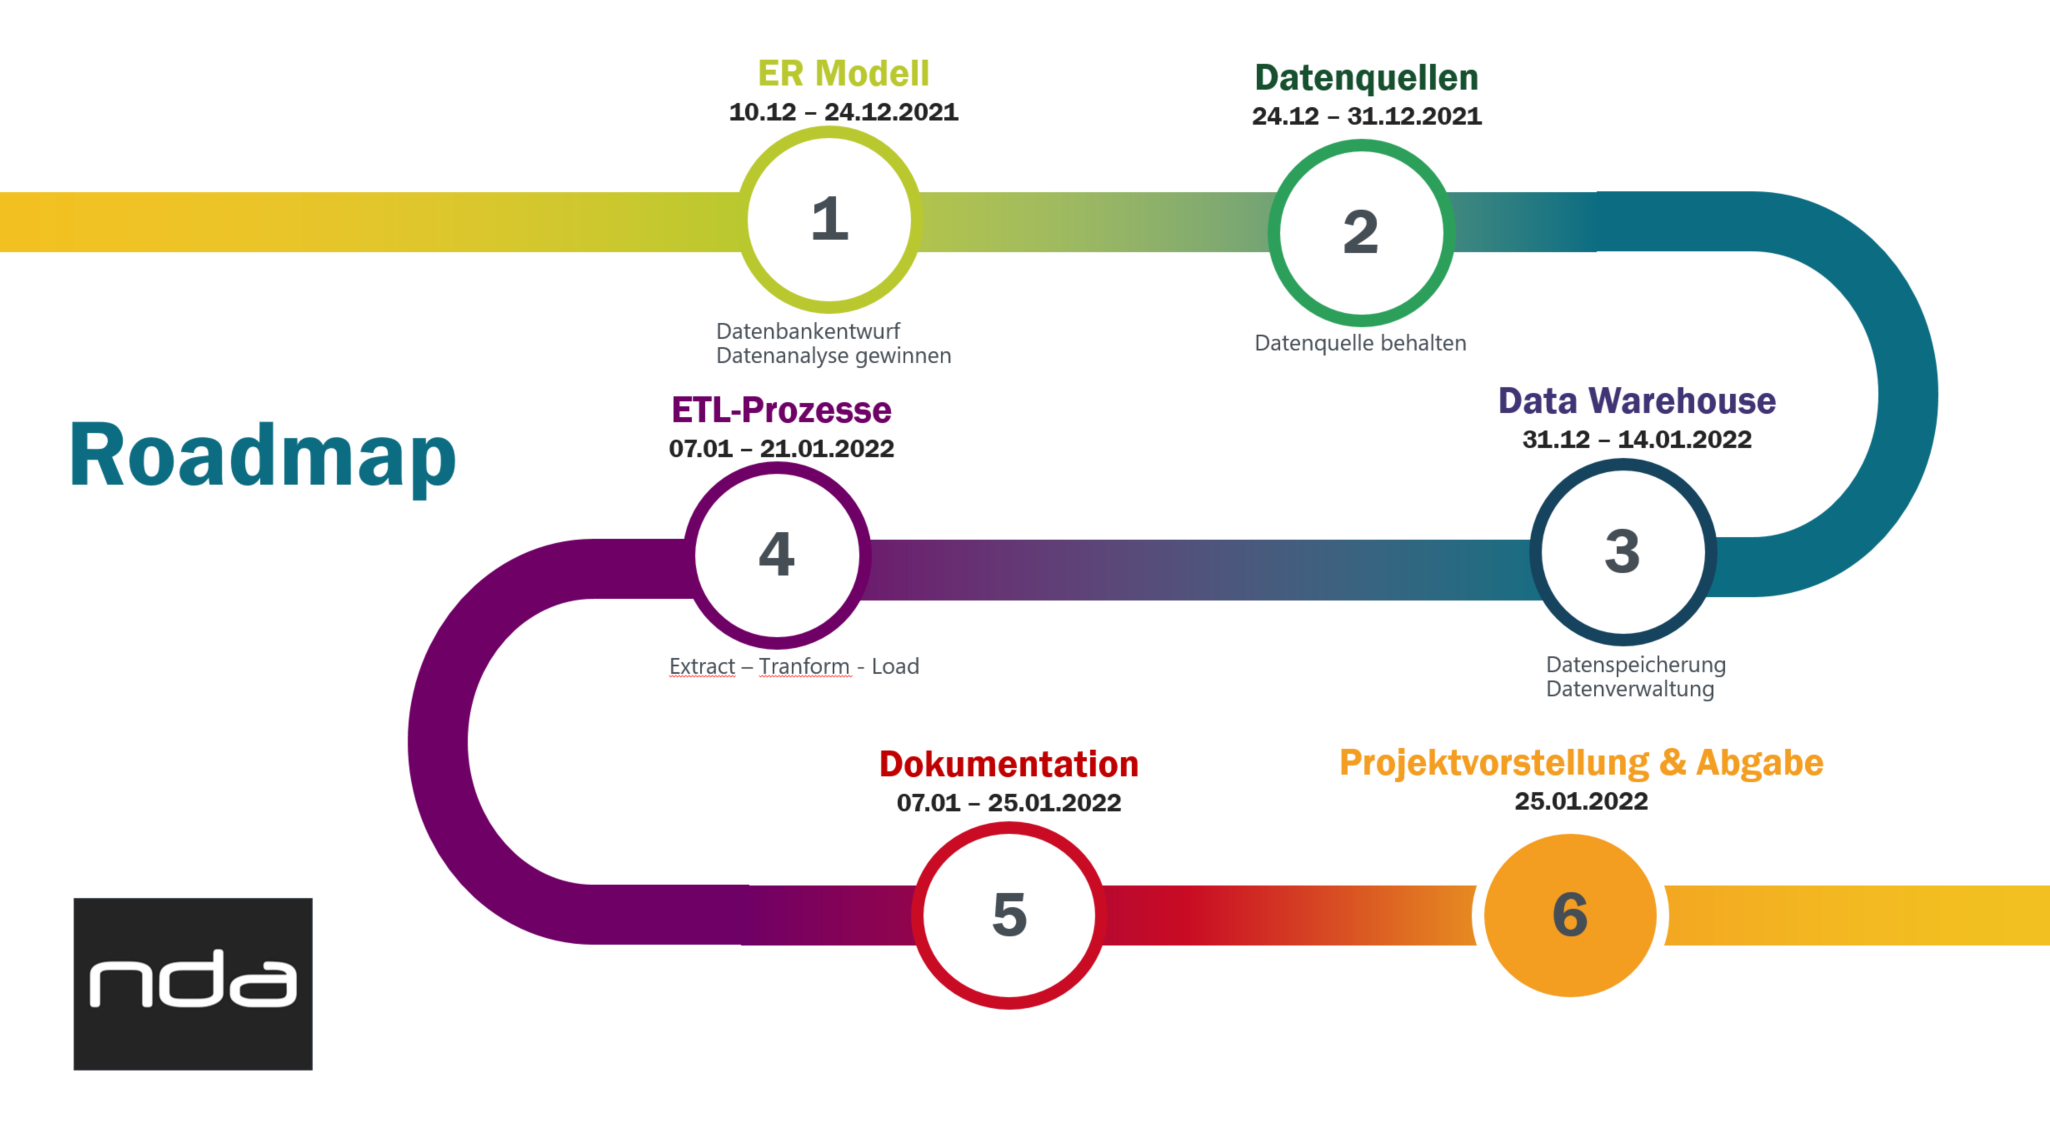 ER Modell
10.12 – 24.12.2021
1
Datenbankentwurf
Datenanalyse gewinnen
Datenquellen
24.12 – 31.12.2021
2
Datenquelle behalten
Roadmap
Data Warehouse
31.12 – 14.01.2022
3
Datenspeicherung
Datenverwaltung
ETL-Prozesse
07.01 – 21.01.2022
4
Extract – Tranform - Load
Dokumentation
07.01 – 25.01.2022
5
Projektvorstellung & Abgabe
25.01.2022
6
nda